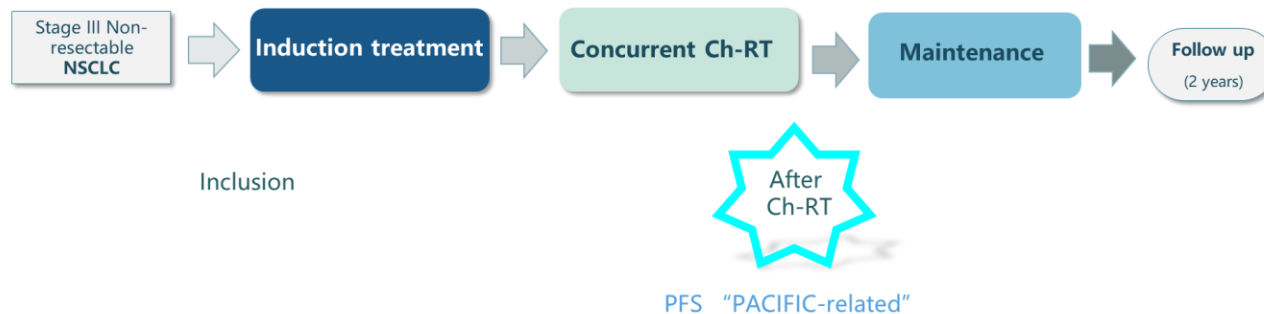 Stage III Non-
resectable
NSCLC
Induction treatment
Concurrent Ch-RT
Maintenance
Follow up
(2 years)
Inclusion
After
Ch-RT
PFS “PACIFIC-related”